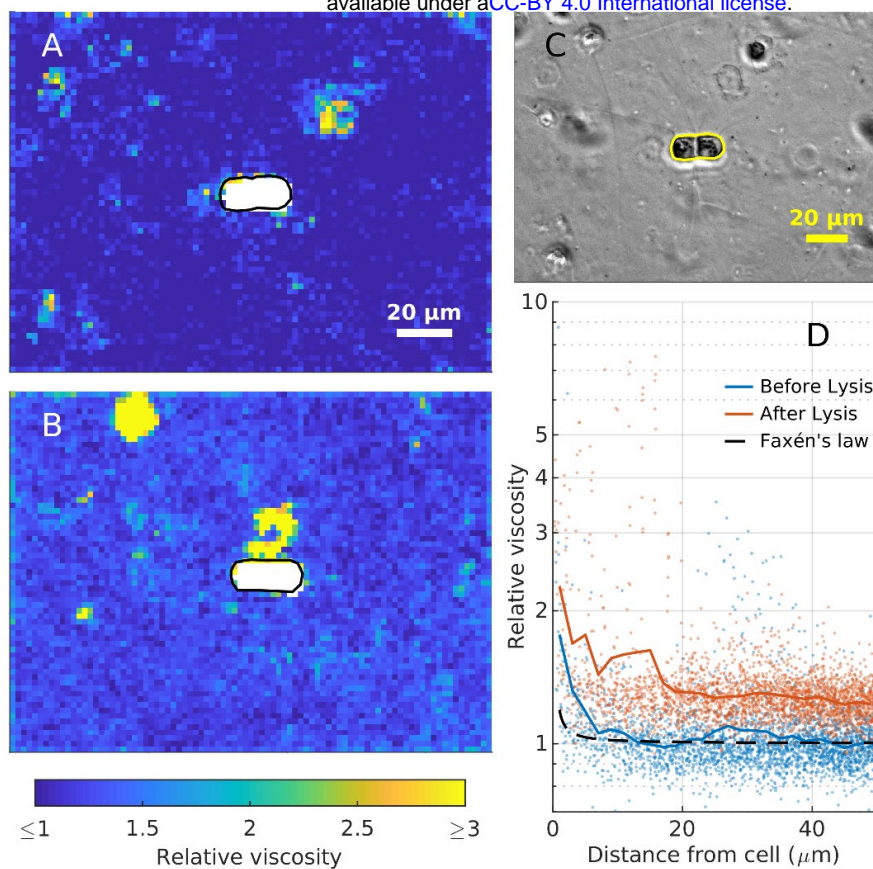 available under aCC-BY 4.0 International license.
A
20 µm
B
≤1 1.5 2 2.5 ≥3
Relative viscosity
C
20 µm
D
10
5
4
3
2
1
Relative viscosity
Before Lysis
After Lysis
Faxén's law
0 20 40
Distance from cell (µm)